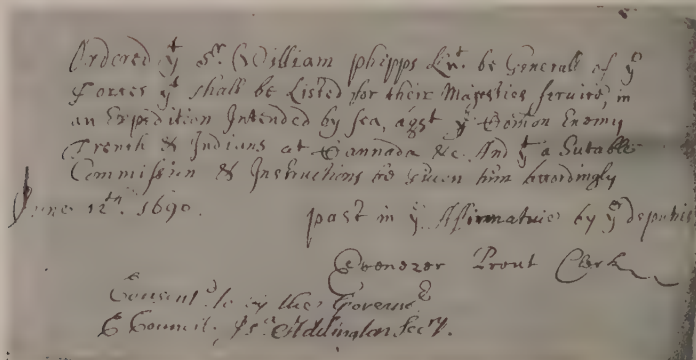 Ordered yt Sr. William phipps Knt. be Generall of ye
Forces yt shall be Listed for their Majesties service, in
an Expedition Intended by sea, agst ye Com̃on Enemy
French & Indians at Cannada &c. And yt a Sutable
Commission & Instructions be given him accordingly
June 12th. 1690.
past in ye Affirmative by ye deputies
Ebenezer Prout Clerk
Consented to by the Governr
& Council. Jsa. Addington Secry.